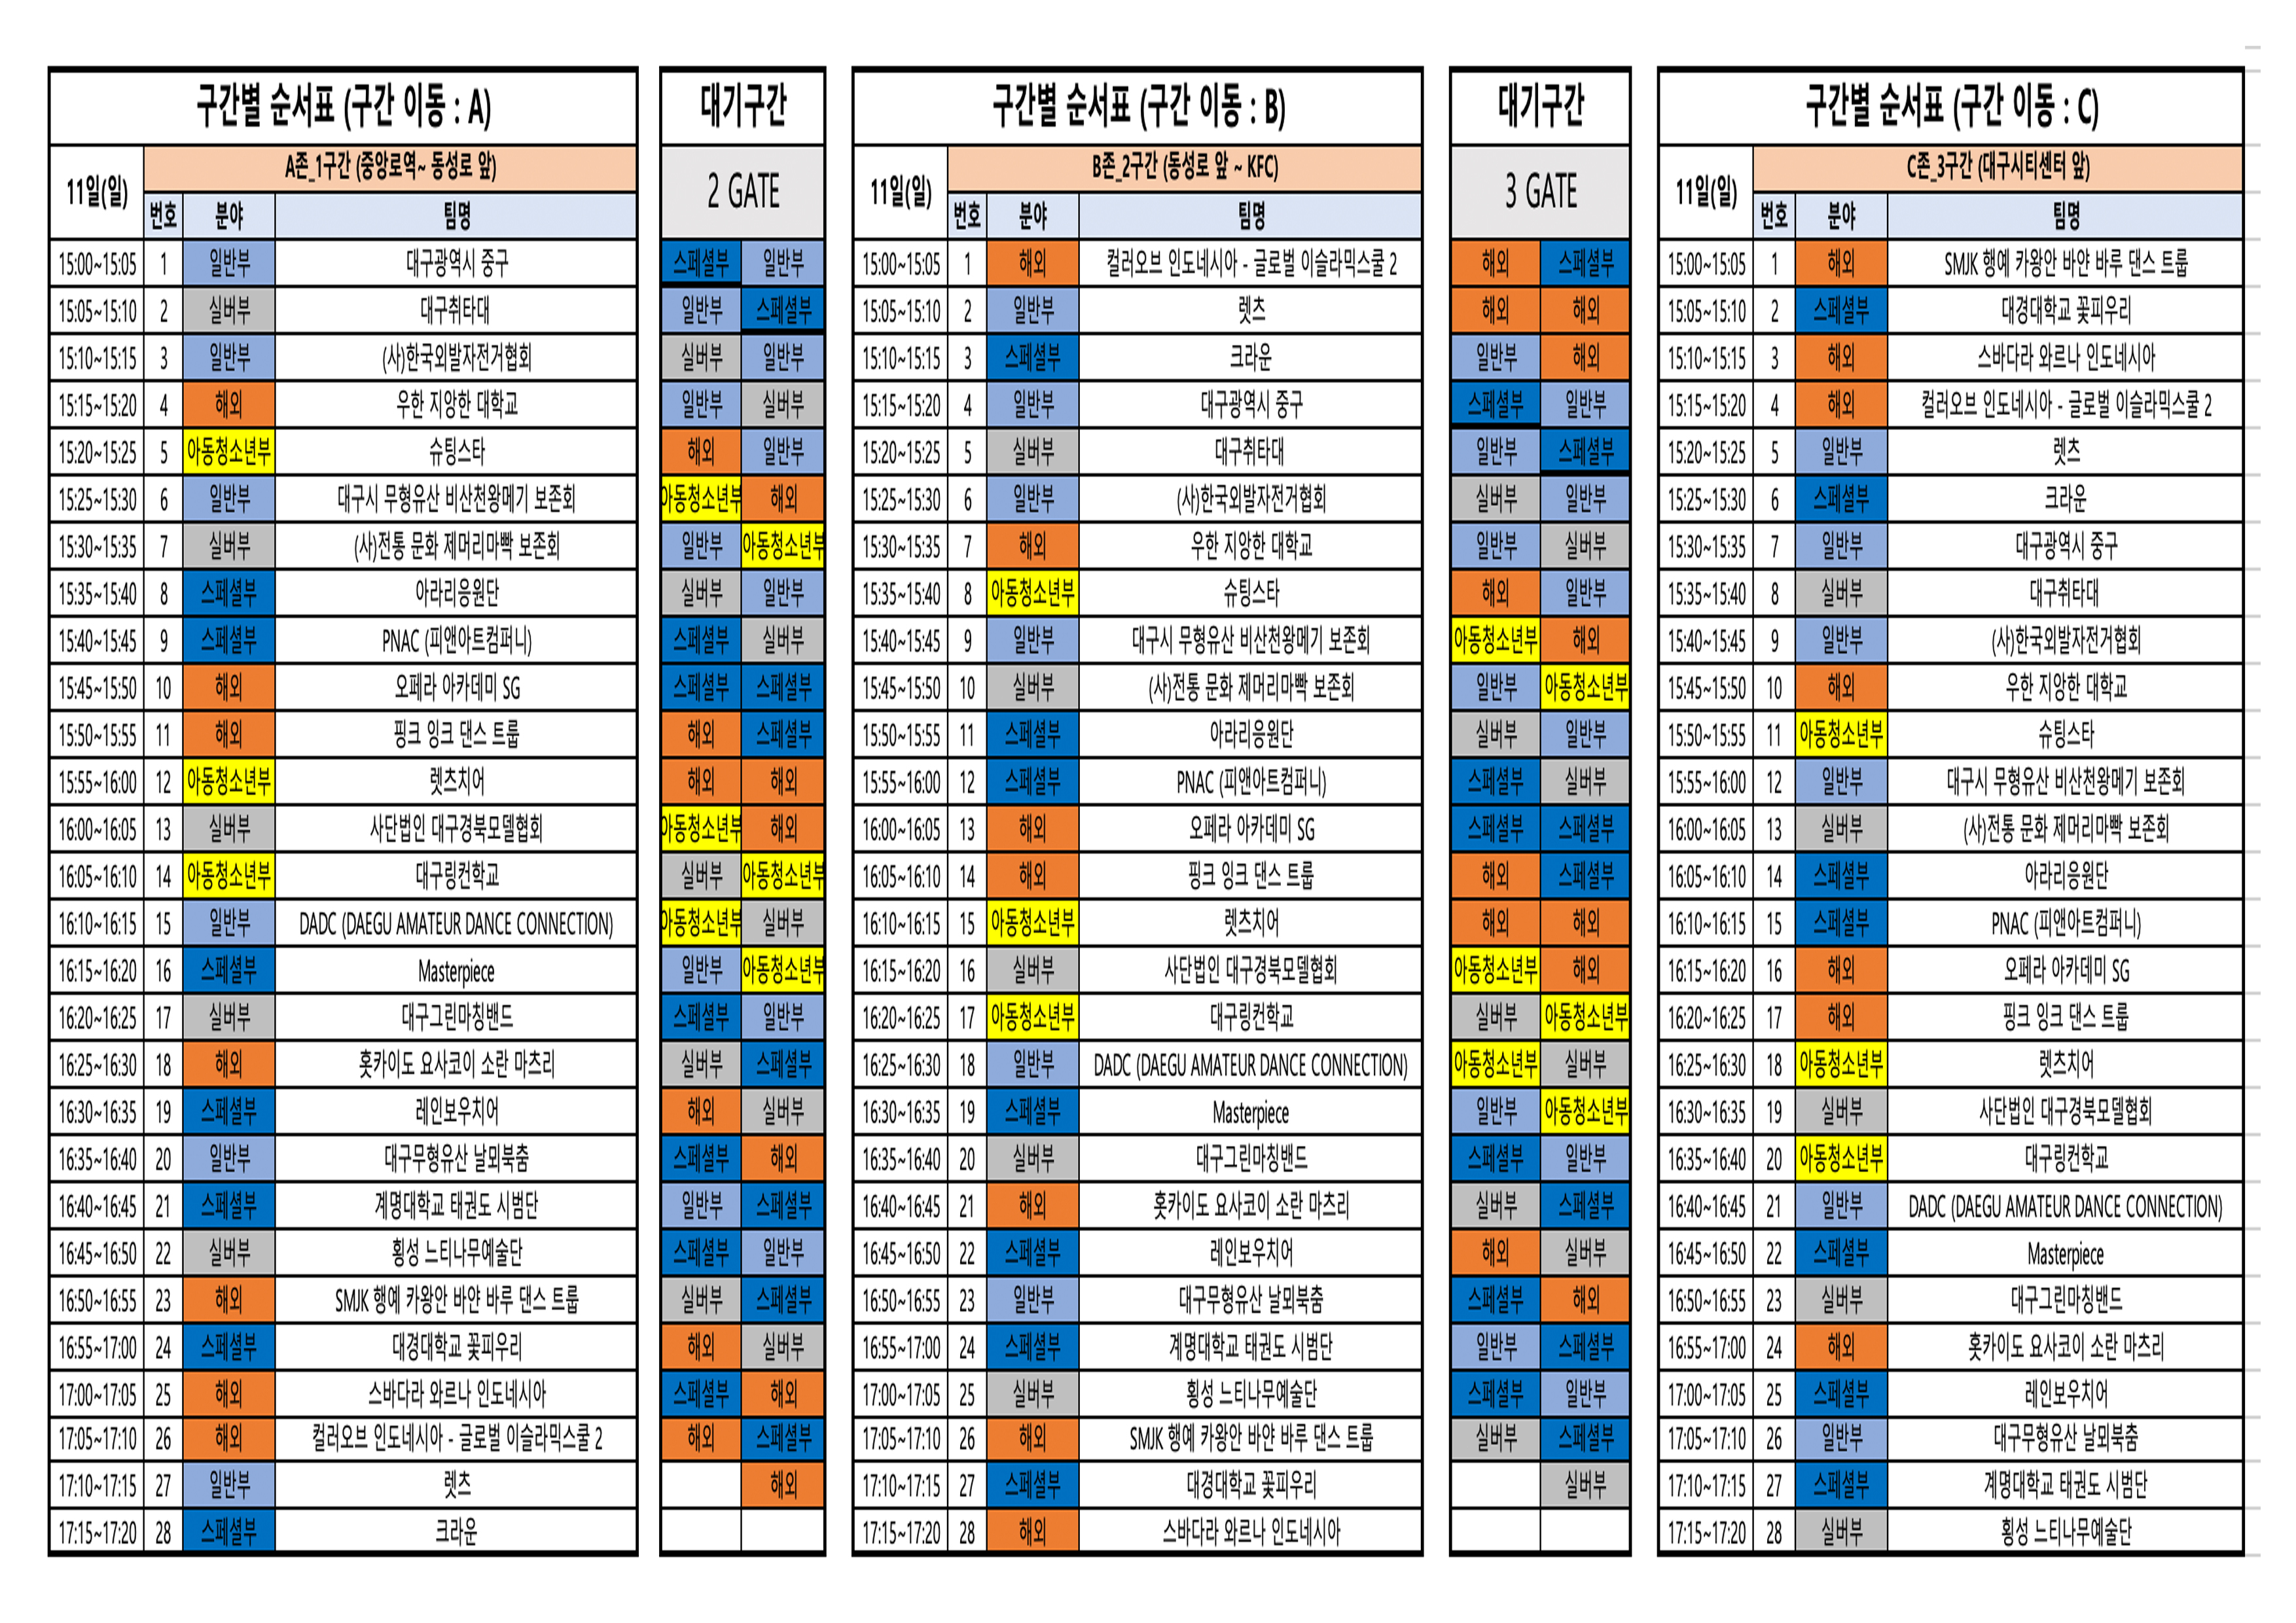 구간별 순서표 (구간 이동 : A)
11일(일)
A존_1구간 (중앙로역~ 동성로 앞)
번호 분야 팀명
15:00~15:05 1 일반부 대구광역시 중구
15:05~15:10 2 실버부 대구취타대
15:10~15:15 3 일반부 (사)한국외발자전거협회
15:15~15:20 4 해외 우한 지앙한 대학교
15:20~15:25 5 아동청소년부 슈팅스타
15:25~15:30 6 일반부 대구시 무형유산 비산천왕메기 보존회
15:30~15:35 7 실버부 (사)전통 문화 제머리마빡 보존회
15:35~15:40 8 스페셜부 아라리응원단
15:40~15:45 9 스페셜부 PNAC (피앤아트컴퍼니)
15:45~15:50 10 해외 오페라 아카데미 SG
15:50~15:55 11 해외 핑크 잉크 댄스 트룹
15:55~16:00 12 아동청소년부 렛츠치어
16:00~16:05 13 실버부 사단법인 대구경북모델협회
16:05~16:10 14 아동청소년부 대구링컨학교
16:10~16:15 15 일반부 DADC (DAEGU AMATEUR DANCE CONNECTION)
16:15~16:20 16 스페셜부 Masterpiece
16:20~16:25 17 실버부 대구그린마칭밴드
16:25~16:30 18 해외 홋카이도 요사코이 소란 마츠리
16:30~16:35 19 스페셜부 레인보우치어
16:35~16:40 20 일반부 대구무형유산 날뫼북춤
16:40~16:45 21 스페셜부 계명대학교 태권도 시범단
16:45~16:50 22 실버부 횡성 느티나무예술단
16:50~16:55 23 해외 SMJK 행예 카왕안 바얀 바루 댄스 트룹
16:55~17:00 24 스페셜부 대경대학교 꽃피우리
17:00~17:05 25 해외 스바다라 와르나 인도네시아
17:05~17:10 26 해외 컬러오브 인도네시아 - 글로벌 이슬라믹스쿨 2
17:10~17:15 27 일반부 렛츠
17:15~17:20 28 스페셜부 크라운
대기구간
2 GATE
스페셜부 일반부
일반부 스페셜부
실버부 일반부
일반부 실버부
해외 일반부
아동청소년부 해외
일반부 아동청소년부
실버부 일반부
스페셜부 실버부
스페셜부 스페셜부
해외 스페셜부
해외 해외
아동청소년부 해외
실버부 아동청소년부
아동청소년부 실버부
일반부 아동청소년부
스페셜부 일반부
실버부 스페셜부
해외 실버부
스페셜부 해외
일반부 스페셜부
스페셜부 일반부
실버부 스페셜부
해외 실버부
스페셜부 해외
해외 스페셜부
해외
구간별 순서표 (구간 이동 : B)
11일(일)
B존_2구간 (동성로 앞 ~ KFC)
번호 분야 팀명
15:00~15:05 1 해외 컬러오브 인도네시아 - 글로벌 이슬라믹스쿨 2
15:05~15:10 2 일반부 렛츠
15:10~15:15 3 스페셜부 크라운
15:15~15:20 4 일반부 대구광역시 중구
15:20~15:25 5 실버부 대구취타대
15:25~15:30 6 일반부 (사)한국외발자전거협회
15:30~15:35 7 해외 우한 지앙한 대학교
15:35~15:40 8 아동청소년부 슈팅스타
15:40~15:45 9 일반부 대구시 무형유산 비산천왕메기 보존회
15:45~15:50 10 실버부 (사)전통 문화 제머리마빡 보존회
15:50~15:55 11 스페셜부 아라리응원단
15:55~16:00 12 스페셜부 PNAC (피앤아트컴퍼니)
16:00~16:05 13 해외 오페라 아카데미 SG
16:05~16:10 14 해외 핑크 잉크 댄스 트룹
16:10~16:15 15 아동청소년부 렛츠치어
16:15~16:20 16 실버부 사단법인 대구경북모델협회
16:20~16:25 17 아동청소년부 대구링컨학교
16:25~16:30 18 일반부 DADC (DAEGU AMATEUR DANCE CONNECTION)
16:30~16:35 19 스페셜부 Masterpiece
16:35~16:40 20 실버부 대구그린마칭밴드
16:40~16:45 21 해외 홋카이도 요사코이 소란 마츠리
16:45~16:50 22 스페셜부 레인보우치어
16:50~16:55 23 일반부 대구무형유산 날뫼북춤
16:55~17:00 24 스페셜부 계명대학교 태권도 시범단
17:00~17:05 25 실버부 횡성 느티나무예술단
17:05~17:10 26 해외 SMJK 행예 카왕안 바얀 바루 댄스 트룹
17:10~17:15 27 스페셜부 대경대학교 꽃피우리
17:15~17:20 28 해외 스바다라 와르나 인도네시아
대기구간
3 GATE
해외 스페셜부
해외 해외
일반부 해외
스페셜부 일반부
일반부 스페셜부
실버부 일반부
일반부 실버부
해외 일반부
아동청소년부 해외
일반부 아동청소년부
실버부 일반부
스페셜부 실버부
스페셜부 스페셜부
해외 스페셜부
해외 해외
아동청소년부 해외
실버부 아동청소년부
아동청소년부 실버부
일반부 아동청소년부
스페셜부 일반부
실버부 스페셜부
해외 실버부
스페셜부 해외
일반부 스페셜부
스페셜부 일반부
실버부 스페셜부
실버부
구간별 순서표 (구간 이동 : C)
11일(일)
C존_3구간 (대구시티센터 앞)
번호 분야 팀명
15:00~15:05 1 해외 SMJK 행예 카왕안 바얀 바루 댄스 트룹
15:05~15:10 2 스페셜부 대경대학교 꽃피우리
15:10~15:15 3 해외 스바다라 와르나 인도네시아
15:15~15:20 4 해외 컬러오브 인도네시아 - 글로벌 이슬라믹스쿨 2
15:20~15:25 5 일반부 렛츠
15:25~15:30 6 스페셜부 크라운
15:30~15:35 7 일반부 대구광역시 중구
15:35~15:40 8 실버부 대구취타대
15:40~15:45 9 일반부 (사)한국외발자전거협회
15:45~15:50 10 해외 우한 지앙한 대학교
15:50~15:55 11 아동청소년부 슈팅스타
15:55~16:00 12 일반부 대구시 무형유산 비산천왕메기 보존회
16:00~16:05 13 실버부 (사)전통 문화 제머리마빡 보존회
16:05~16:10 14 스페셜부 아라리응원단
16:10~16:15 15 스페셜부 PNAC (피앤아트컴퍼니)
16:15~16:20 16 해외 오페라 아카데미 SG
16:20~16:25 17 해외 핑크 잉크 댄스 트룹
16:25~16:30 18 아동청소년부 렛츠치어
16:30~16:35 19 실버부 사단법인 대구경북모델협회
16:35~16:40 20 아동청소년부 대구링컨학교
16:40~16:45 21 일반부 DADC (DAEGU AMATEUR DANCE CONNECTION)
16:45~16:50 22 스페셜부 Masterpiece
16:50~16:55 23 실버부 대구그린마칭밴드
16:55~17:00 24 해외 홋카이도 요사코이 소란 마츠리
17:00~17:05 25 스페셜부 레인보우치어
17:05~17:10 26 일반부 대구무형유산 날뫼북춤
17:10~17:15 27 스페셜부 계명대학교 태권도 시범단
17:15~17:20 28 실버부 횡성 느티나무예술단